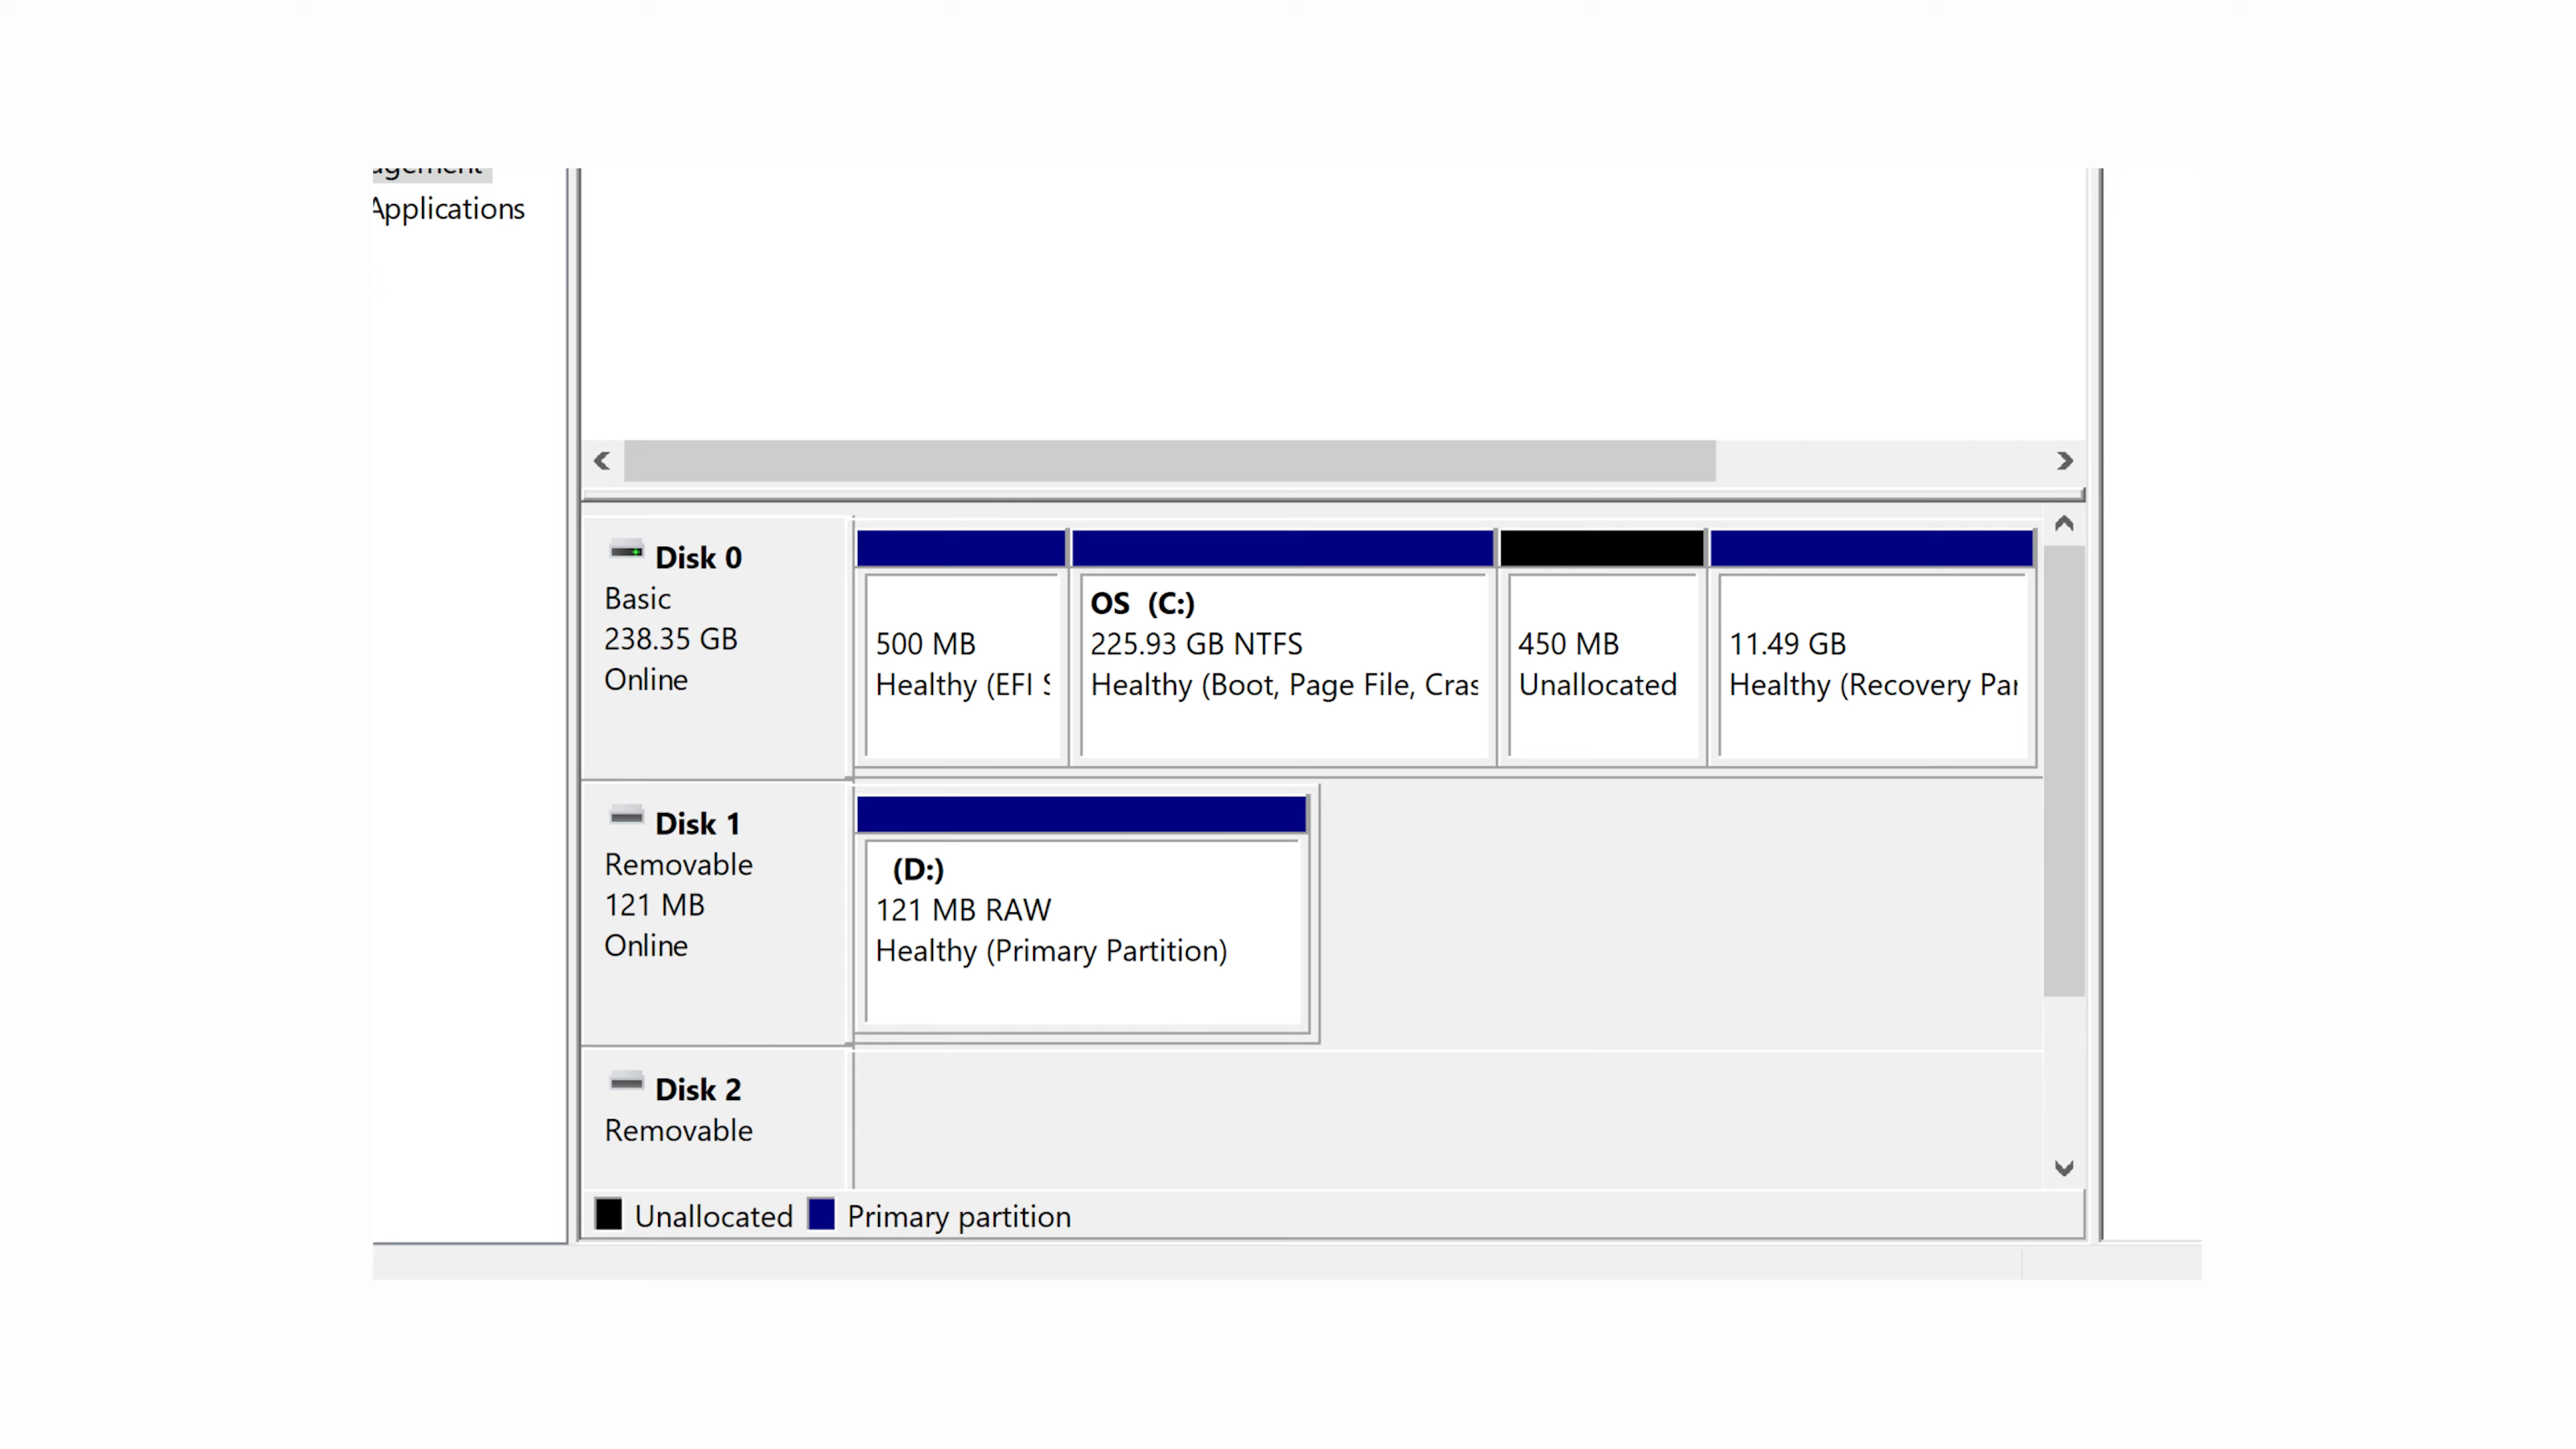 Applications
Disk 0
Basic
238.35 GB
Online
500 MB
Healthy (EFI
OS (C:)
225.93 GB NTFS
Healthy (Boot, Page File, Cras
450 MB
Unallocated
11.49 GB
Healthy (Recovery Par
Disk 1
Removable
121 MB
Online
(D:)
121 MB RAW
Healthy (Primary Partition)
Disk 2
Removable
Unallocated
Primary partition